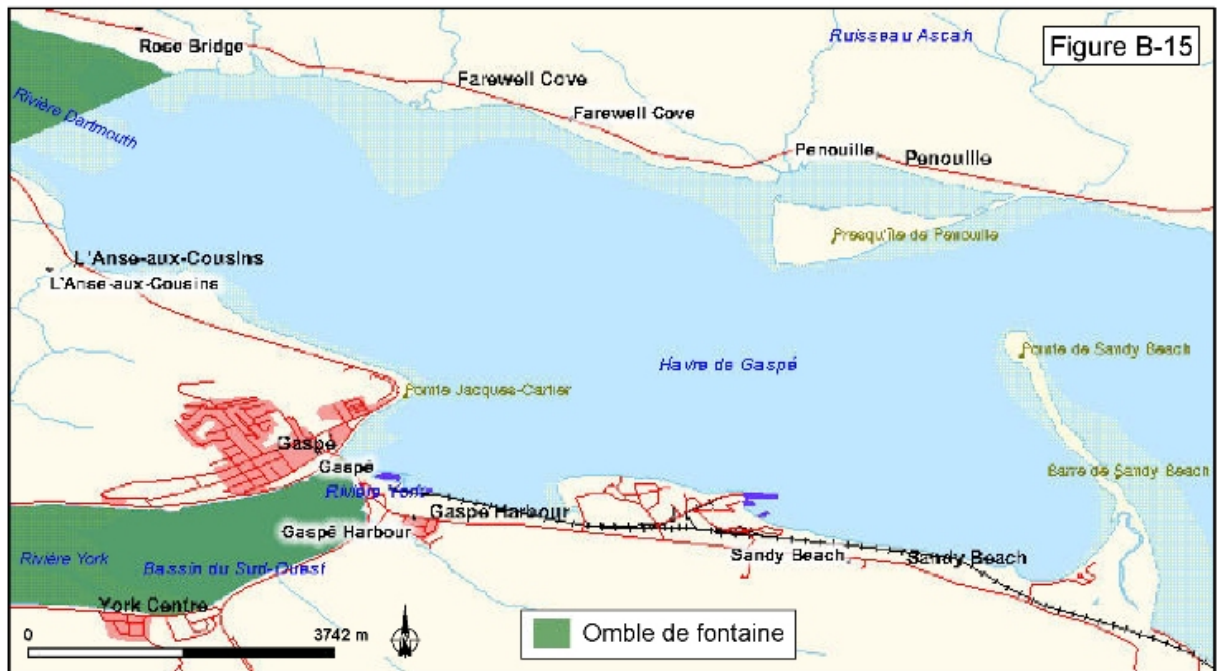 Rose Bridge
Ruisseau Ascah
Figure B-15
Farewell Cove
Rivière Dartmouth
Farewell Cove
Penouille
Penouille
Presqu'île de Penouille
L'Anse-aux-Cousins
L'Anse-aux-Cousins
Pointe de Sandy Beach
Havre de Gaspé
Pointe Jacques-Cartier
Gaspé
Gaspé
Barre de Sandy Beach
Rivière York
Gaspé Harbour
Gaspé Harbour
Sandy Beach
Sandy Beach
Rivière York
Bassin du Sud-Ouest
York Centre
0
3742 m
N
Omble de fontaine